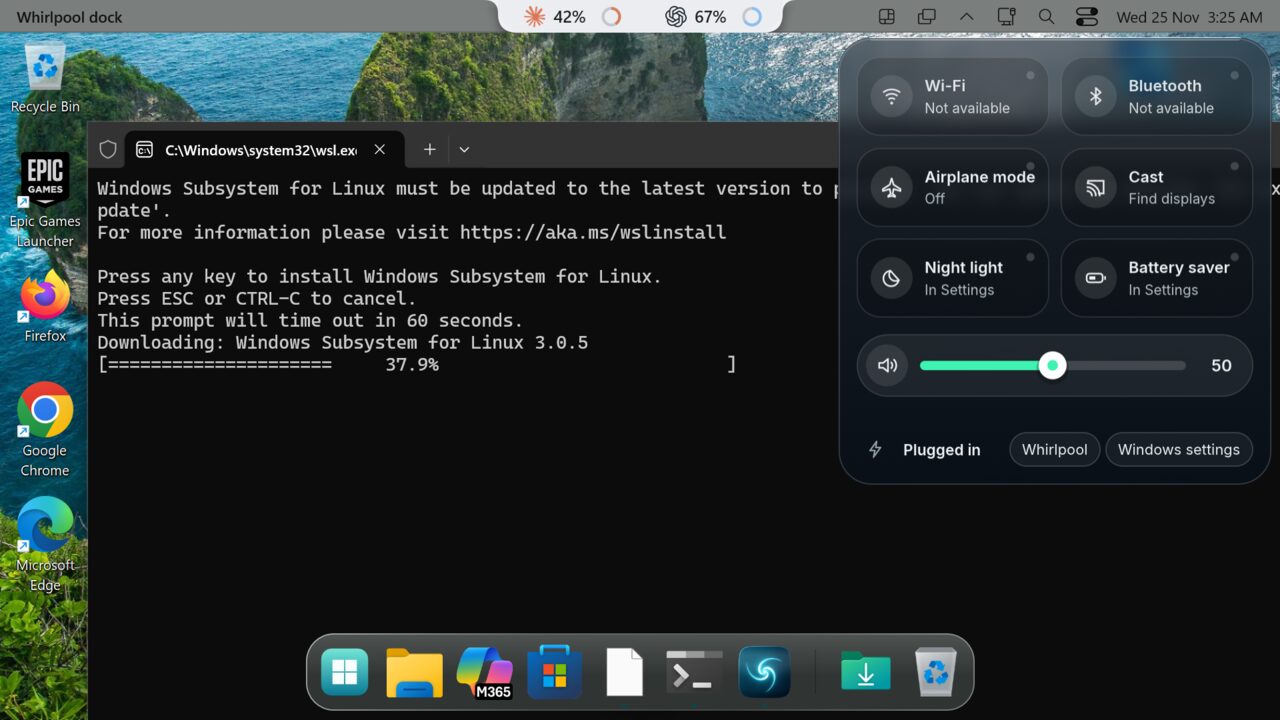 Whirlpool dock
42%
67%
Wed 25 Nov 3:25 AM
Recycle Bin
EPIC
GAMES
Epic Games
Launcher
Firefox
Google
Chrome
Microsoft
Edge
C:\Windows\system32\wsl.exe
Windows Subsystem for Linux must be updated to the latest version to p
pdate'.
For more information please visit https://aka.ms/wslinstall
Press any key to install Windows Subsystem for Linux.
Press ESC or CTRL-C to cancel.
This prompt will time out in 60 seconds.
Downloading: Windows Subsystem for Linux 3.0.5
[===================== 37.9% ]
Wi-Fi
Not available
Bluetooth
Not available
Airplane mode
Off
Cast
Find displays
Night light
In Settings
Battery saver
In Settings
50
Plugged in
Whirlpool
Windows settings
M365